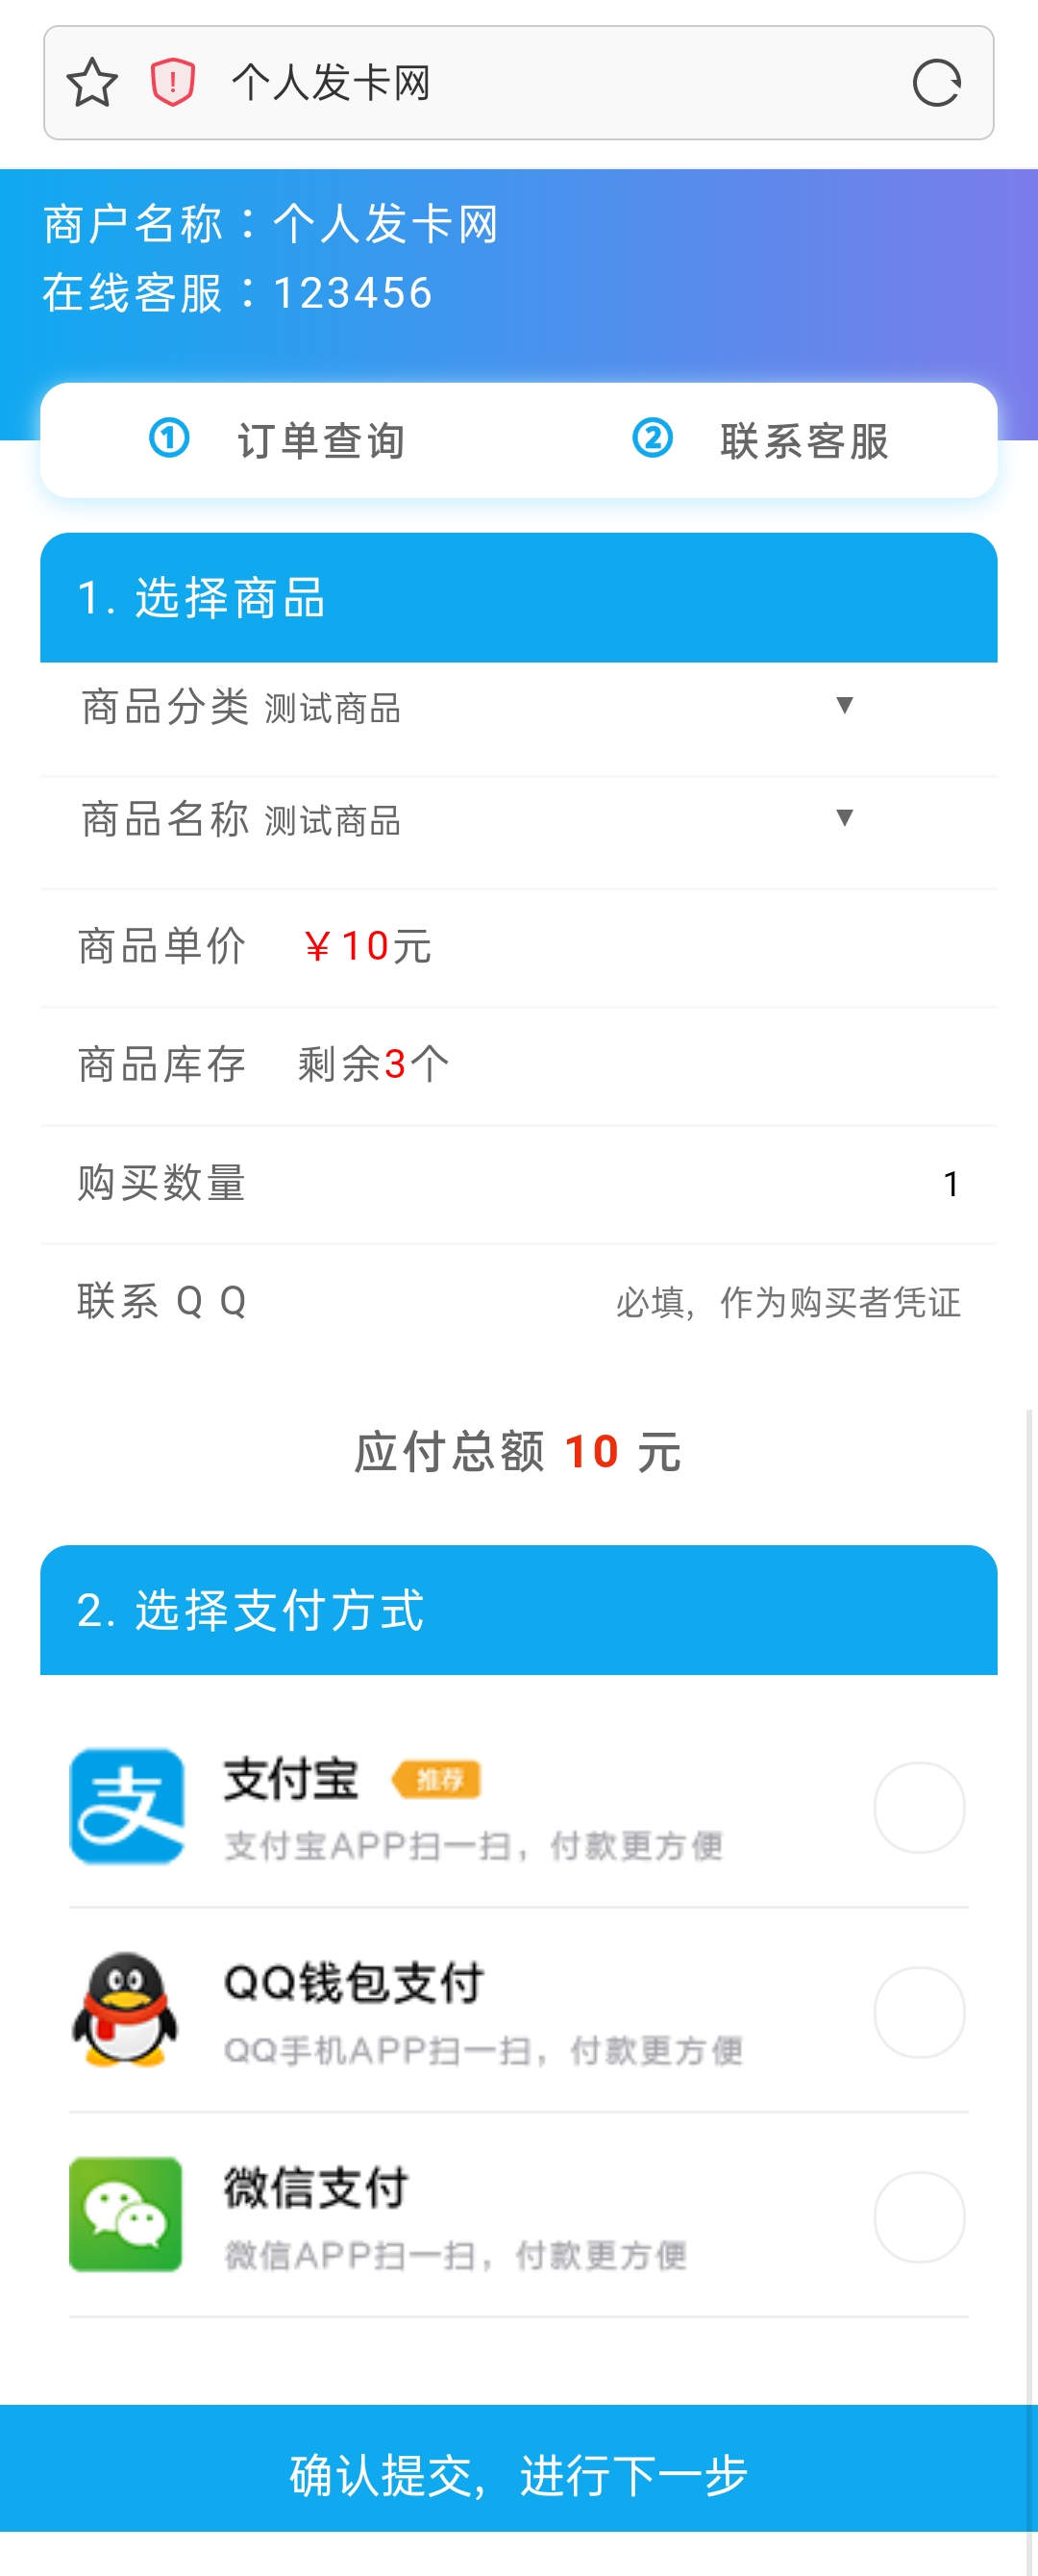 个人发卡网
商户名称：个人发卡网
在线客服：123456
① 订单查询 ② 联系客服
1. 选择商品
商品分类 测试商品 ▼
商品名称 测试商品 ▼
商品单价 ￥10元
商品库存 剩余3个
购买数量 1
联系 Q Q 必填，作为购买者凭证
应付总额 10 元
2. 选择支付方式
支 支付宝 推荐
支付宝APP扫一扫，付款更方便
QQ钱包支付
QQ手机APP扫一扫，付款更方便
微信支付
微信APP扫一扫，付款更方便
确认提交，进行下一步